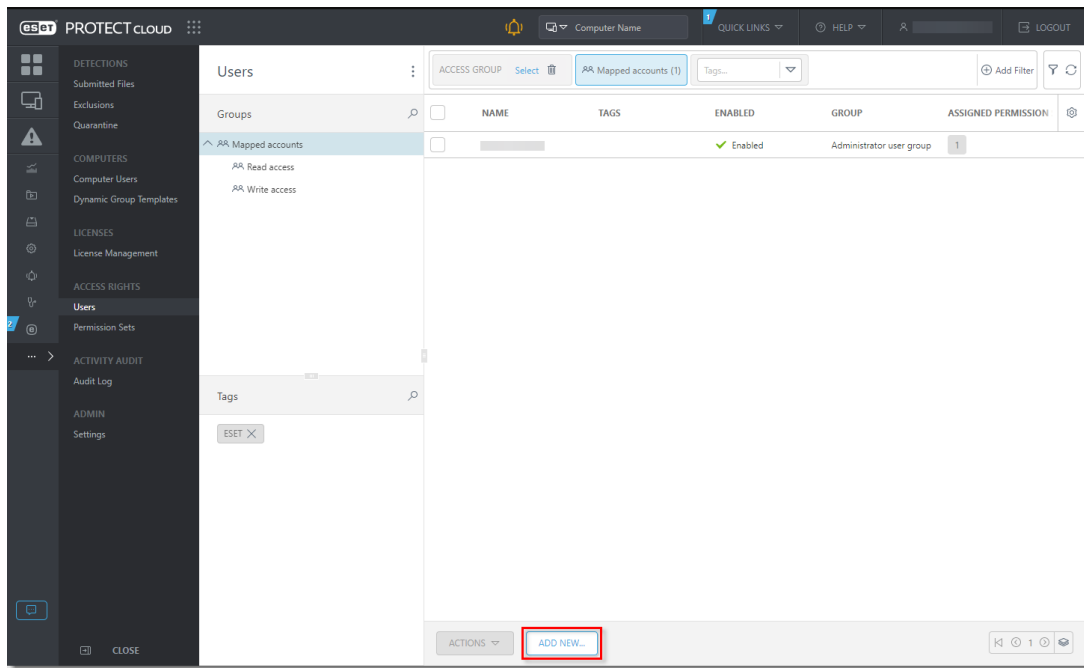 eset PROTECT CLOUD
Computer Name
1
QUICK LINKS
HELP
LOGOUT
DETECTIONS
Submitted Files
Exclusions
Quarantine
COMPUTERS
Computer Users
Dynamic Group Templates
LICENSES
License Management
ACCESS RIGHTS
Users
Permission Sets
2
ACTIVITY AUDIT
Audit Log
ADMIN
Settings
CLOSE
Users
Groups
Mapped accounts
Read access
Write access
Tags
ESET
ACCESS GROUP Select
Mapped accounts (1)
Tags...
Add Filter
NAME TAGS ENABLED GROUP ASSIGNED PERMISSION
Enabled Administrator user group 1
ACTIONS
ADD NEW...
1